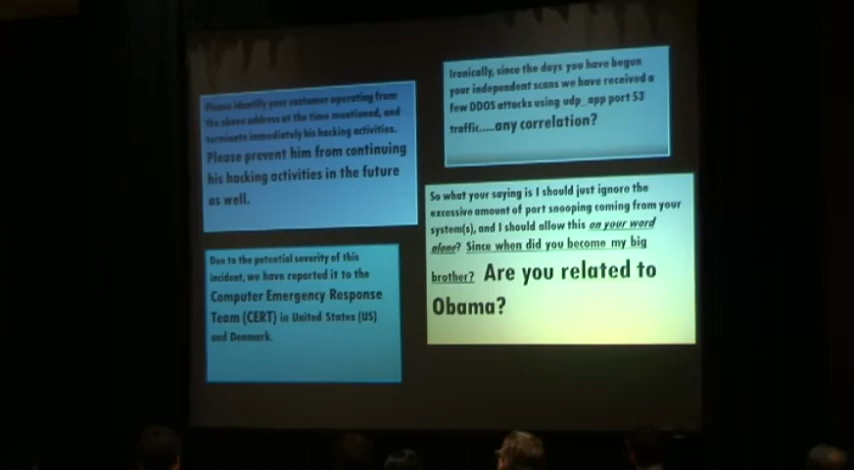 Please identify your customer operating from
the above address at the time mentioned, and
terminate immediately his hacking activities.
Please prevent him from continuing
his hacking activities in the future
as well.
Ironically, since the days you have begun
your independent scans we have received a
few DDOS attacks using udp_app port 53
traffic.....any correlation?
Due to the potential severity of this
incident, we have reported it to the
Computer Emergency Response
Team (CERT) in United States (US)
and Denmark.
So what your saying is I should just ignore the
excessive amount of port snooping coming from your
system(s), and I should allow this on your word
alone? Since when did you become my big
brother? Are you related to
Obama?